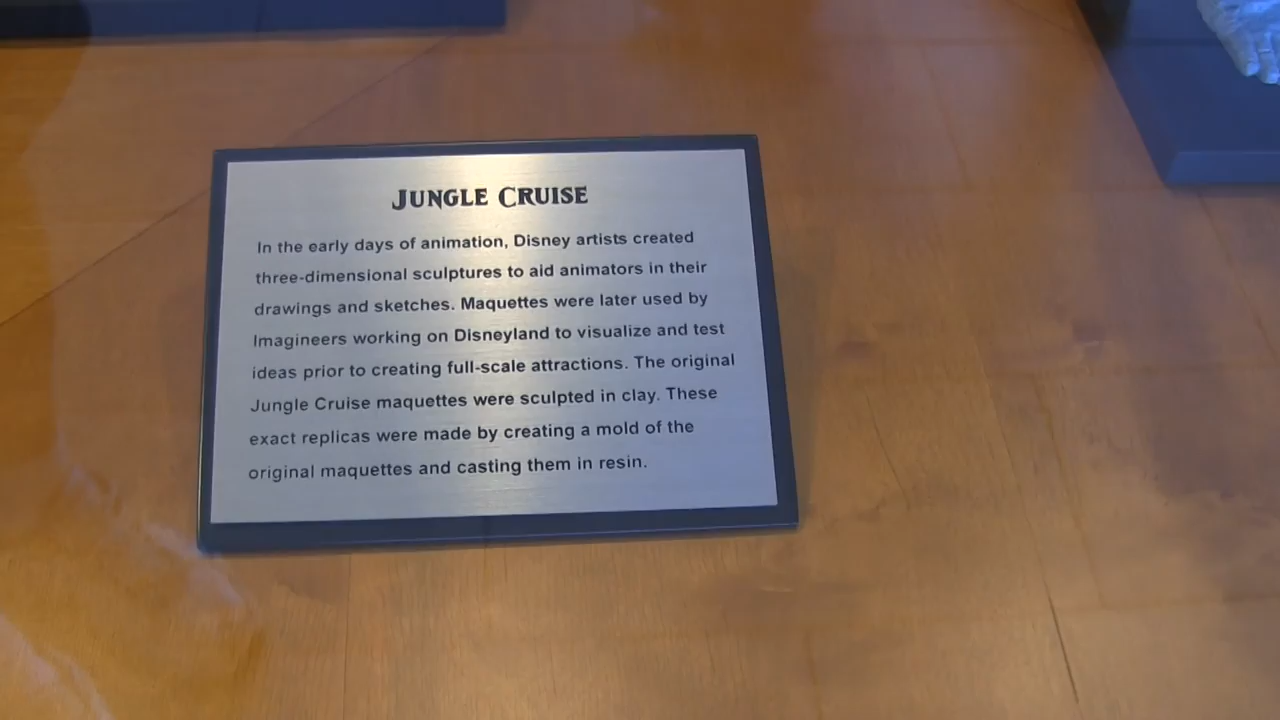 JUNGLE CRUISE
In the early days of animation, Disney artists created
three-dimensional sculptures to aid animators in their
drawings and sketches. Maquettes were later used by
Imagineers working on Disneyland to visualize and test
ideas prior to creating full-scale attractions. The original
Jungle Cruise maquettes were sculpted in clay. These
exact replicas were made by creating a mold of the
original maquettes and casting them in resin.